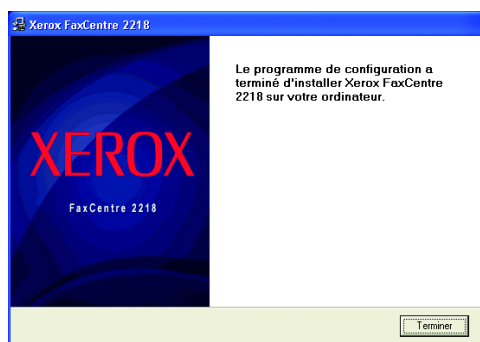 Xerox FaxCentre 2218
Le programme de configuration a
terminé d'installer Xerox FaxCentre
2218 sur votre ordinateur.
XEROX
FaxCentre 2218
Terminer